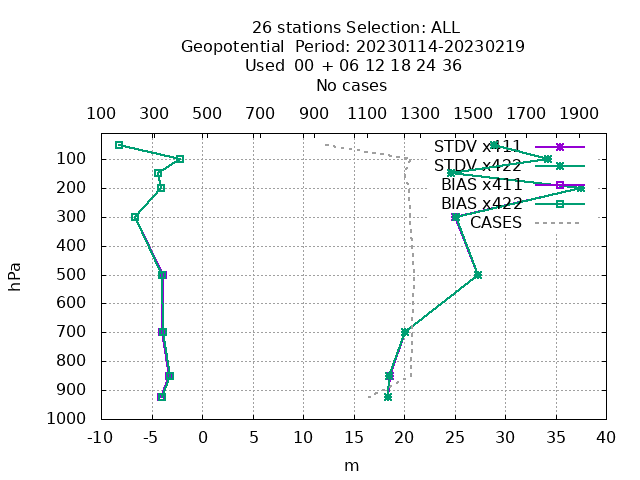 26 stations Selection: ALL
Geopotential  Period: 20230114-20230219
Used  00 + 06 12 18 24 36
No cases
100 300 400 500 700 900 1100 1200 1400 1500 1700 1900
STDV x411
STDV x422
BIAS x411
BIAS x422
CASES
100
200
300
400
500
600
700
800
900
1000
hPa
-10 -5 0 5 10 15 20 25 30 35 40
m